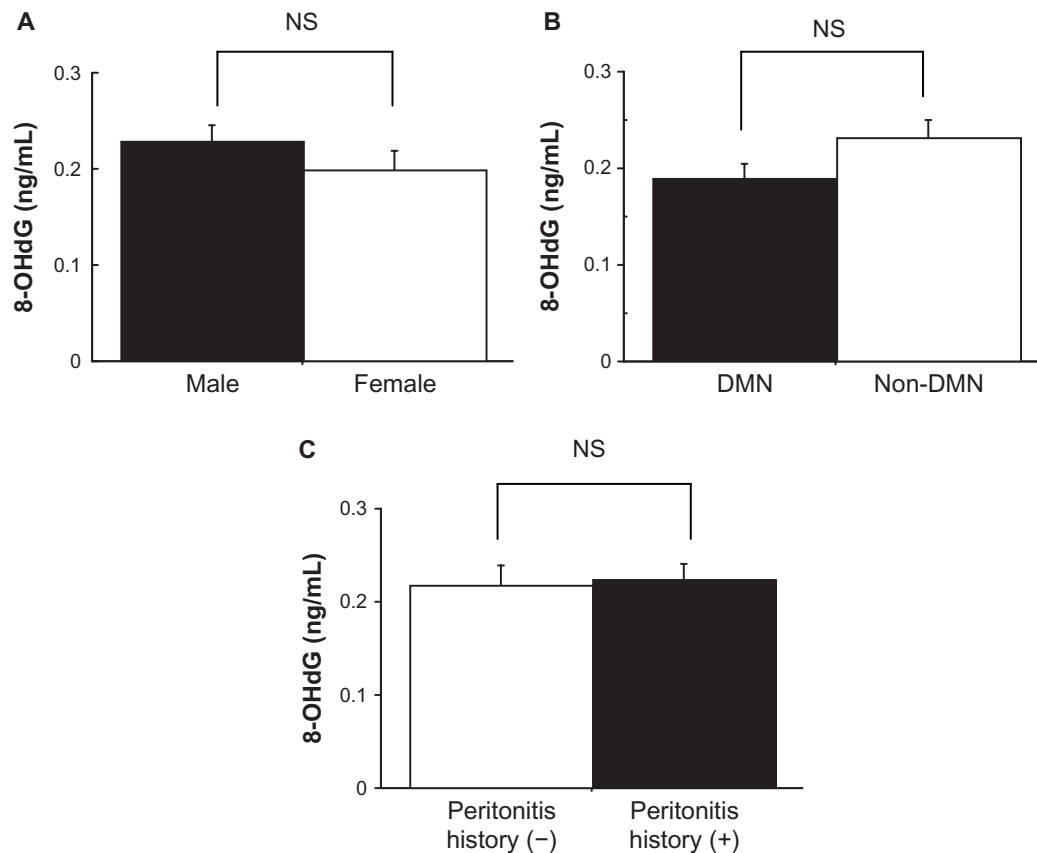 A
NS
8-OHdG (ng/mL)
0.3
0.2
0.1
0
Male Female
B
NS
8-OHdG (ng/mL)
0.3
0.2
0.1
0
DMN Non-DMN
C
NS
8-OHdG (ng/mL)
0.3
0.2
0.1
0
Peritonitis
history (−)
Peritonitis
history (+)